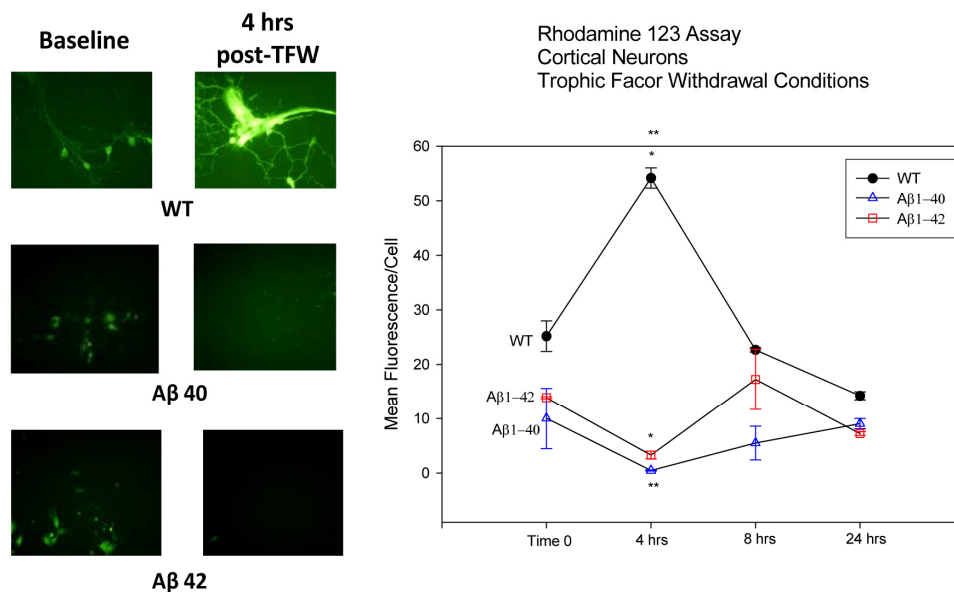 Baseline
4 hrs
post-TFW
WT
Aβ 40
Aβ 42
Rhodamine 123 Assay
Cortical Neurons
Trophic Facor Withdrawal Conditions
**
*
60
50
40
30
20
10
0
Mean Fluorescence/Cell
WT
Aβ1–40
Aβ1–42
WT
Aβ1–42
Aβ1–40
*
**
Time 0
4 hrs
8 hrs
24 hrs